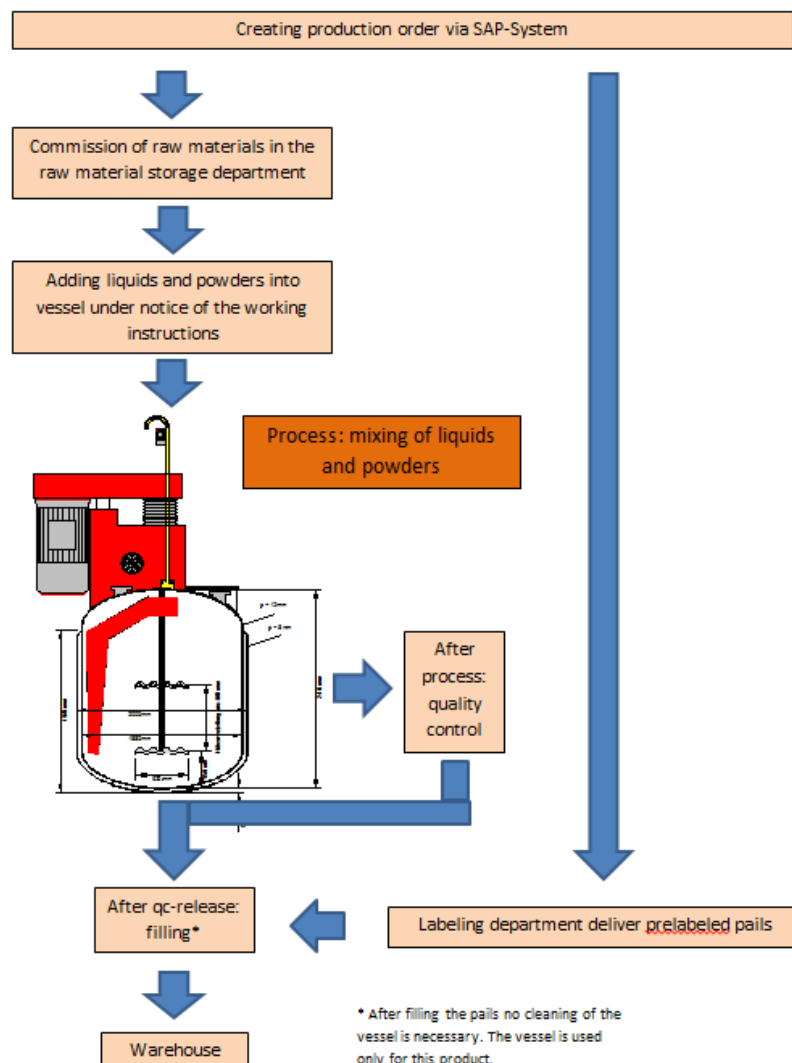 Creating production order via SAP-System
Commission of raw materials in the
raw material storage department
Adding liquids and powders into
vessel under notice of the working
instructions
Process: mixing of liquids
and powders
After
process:
quality
control
After qc-release:
filling*
Labeling department deliver prelabeled pails
Warehouse
* After filling the pails no cleaning of the
vessel is necessary. The vessel is used
only for this product.